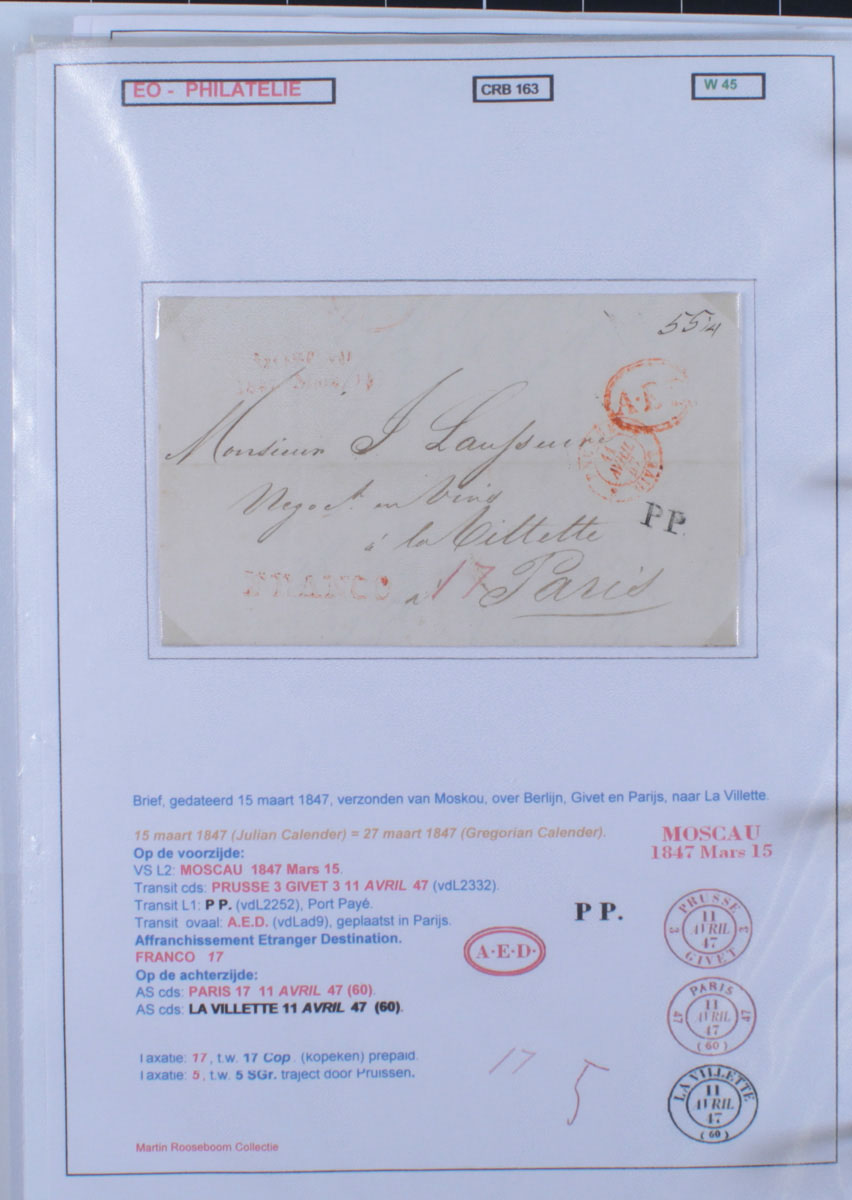 EO - PHILATELIE
CRB 163
W 45
A.E.
11
AVRIL
Monsieur J
Negoct. en Vins
à la Villette
P.P.
FRANCO 17
a Paris
Brief, gedateerd 15 maart 1847, verzonden van Moskou, over Berlijn, Givet en Parijs, naar La Villette.
15 maart 1847 (Julian Calender) = 27 maart 1847 (Gregorian Calender).
Op de voorzijde:
VS L2: MOSCAU 1847 Mars 15.
Transit cds: PRUSSE 3 GIVET 3 11 AVRIL 47 (vdL2332).
Transit L1: P P. (vdL2252), Port Payé.
Transit ovaal: A.E.D. (vdLad9), geplaatst in Parijs.
Affranchissement Etranger Destination.
FRANCO 17
Op de achterzijde:
AS cds: PARIS 17 11 AVRIL 47 (60).
AS cds: LA VILLETTE 11 AVRIL 47 (60).
Taxatie: 17, t.w. 17 Cop. (kopeken) prepaid.
Taxatie: 5, t.w. 5 SGr. traject door Pruissen.
Martin Rooseboom Collectie
MOSCAU
1847 Mars 15
P P.
A·E·D·
PRUSSE
3 11 3
AVRIL
47
GIVET
PARIS
47 11 47
AVRIL
47
(60)
LA VILLETTE
11
AVRIL
47
(60)
17
5